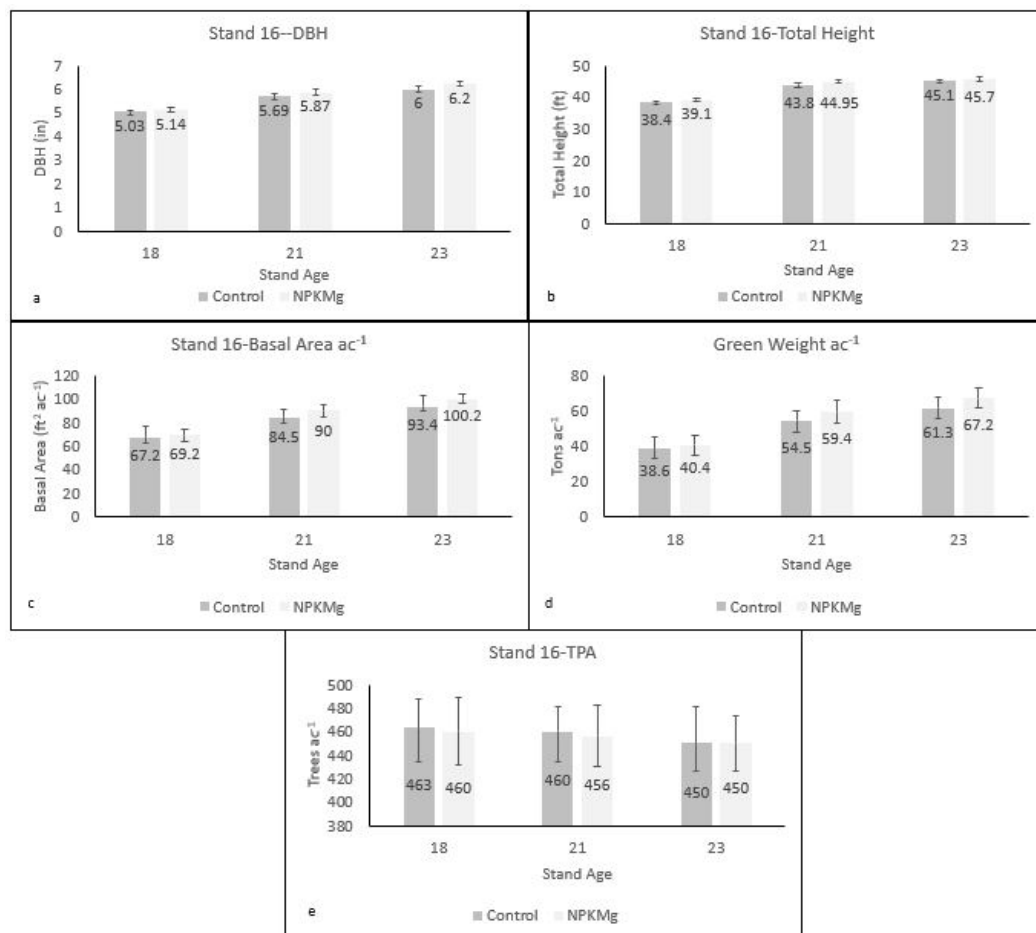 Stand 16--DBH
DBH (in)
7
6
5
4
3
2
1
0
5.03
5.14
5.69
5.87
6
6.2
18
21
23
Stand Age
Control
NPKMg
a
Stand 16-Total Height
Total Height (ft)
50
40
30
20
10
0
38.4
39.1
43.8
44.95
45.1
45.7
18
21
23
Stand Age
Control
NPKMg
b
Stand 16-Basal Area ac⁻¹
Basal Area (ft² ac⁻¹)
120
100
80
60
40
20
0
67.2
69.2
84.5
90
93.4
100.2
18
21
23
Stand Age
Control
NPKMg
c
Green Weight ac⁻¹
Tons ac⁻¹
80
60
40
20
0
38.6
40.4
54.5
59.4
61.3
67.2
18
21
23
Stand Age
Control
NPKMg
d
Stand 16-TPA
Trees ac⁻¹
500
480
460
440
420
400
380
463
460
460
456
450
450
18
21
23
Stand Age
Control
NPKMg
e